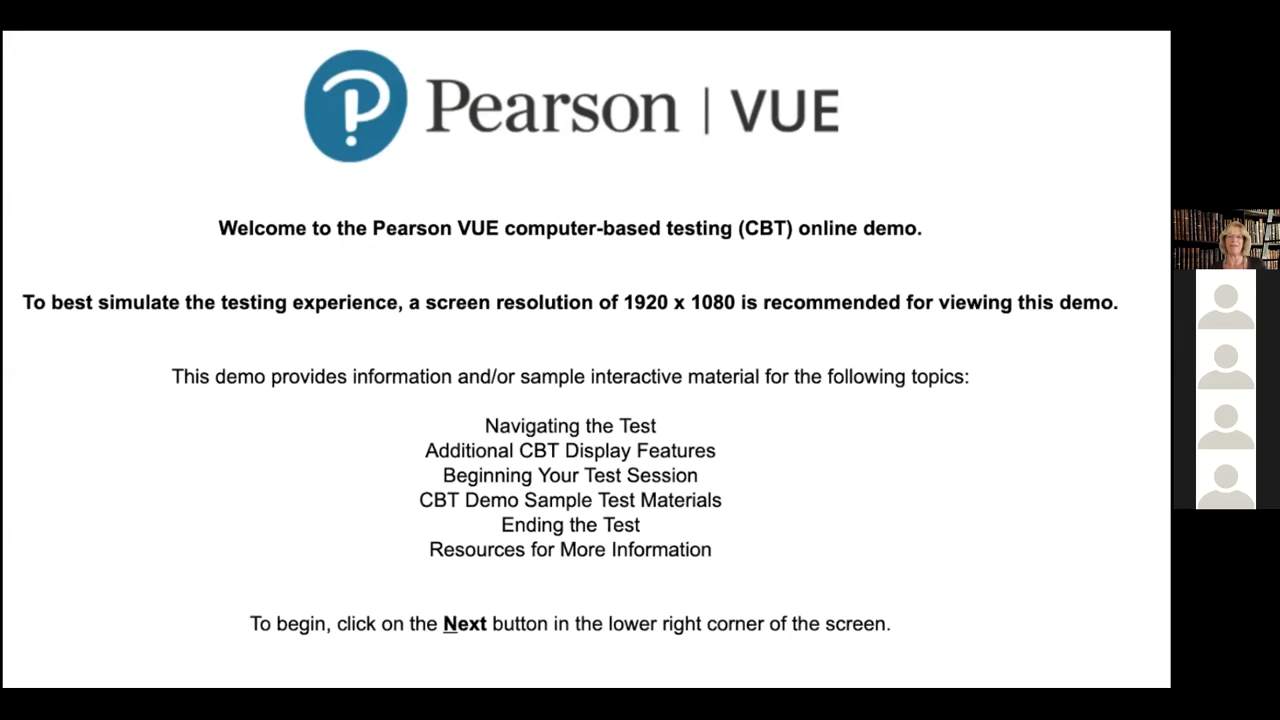 Pearson | VUE
Welcome to the Pearson VUE computer-based testing (CBT) online demo.
To best simulate the testing experience, a screen resolution of 1920 x 1080 is recommended for viewing this demo.
This demo provides information and/or sample interactive material for the following topics:
Navigating the Test
Additional CBT Display Features
Beginning Your Test Session
CBT Demo Sample Test Materials
Ending the Test
Resources for More Information
To begin, click on the Next button in the lower right corner of the screen.